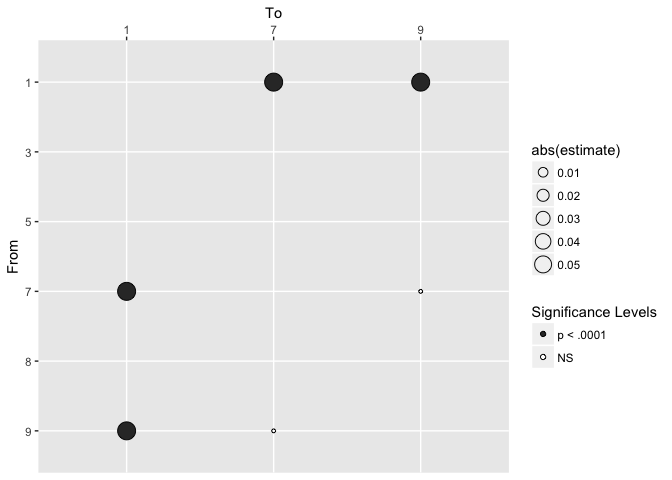 To
1 7 9
From
1
3
5
7
8
9
abs(estimate)
0.01
0.02
0.03
0.04
0.05
Significance Levels
p < .0001
NS